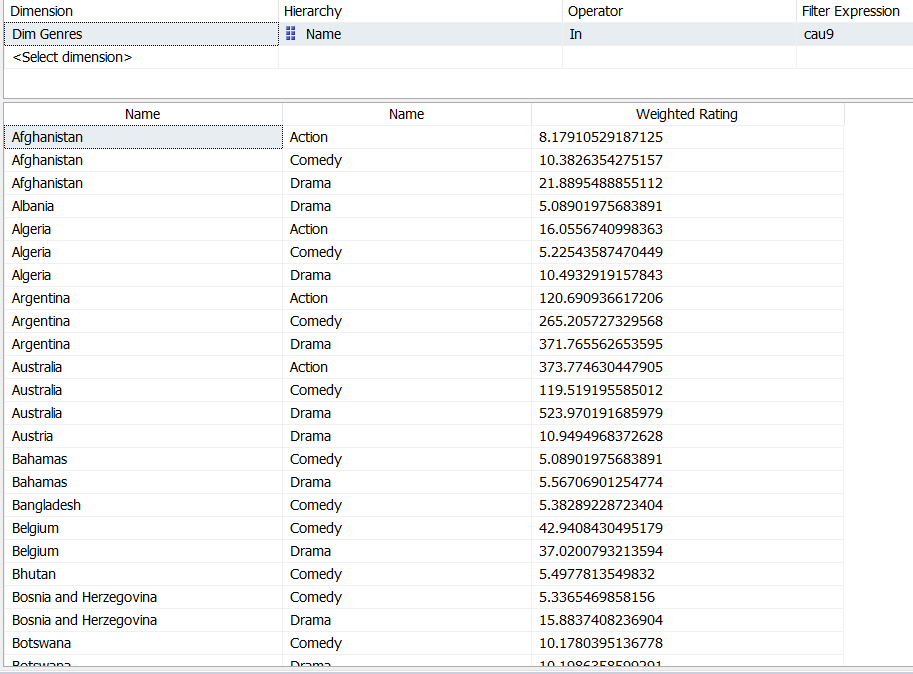 Dimension Hierarchy Operator Filter Expression
Dim Genres Name In cau9
<Select dimension>
Name Name Weighted Rating
Afghanistan Action 8.17910529187125
Afghanistan Comedy 10.3826354275157
Afghanistan Drama 21.8895488855112
Albania Drama 5.08901975683891
Algeria Action 16.0556740998363
Algeria Comedy 5.22543587470449
Algeria Drama 10.4932919157843
Argentina Action 120.690936617206
Argentina Comedy 265.205727329568
Argentina Drama 371.765562653595
Australia Action 373.774630447905
Australia Comedy 119.519195585012
Australia Drama 523.970191685979
Austria Drama 10.9494968372628
Bahamas Comedy 5.08901975683891
Bahamas Drama 5.56706901254774
Bangladesh Comedy 5.38289228723404
Belgium Comedy 42.9408430495179
Belgium Drama 37.0200793213594
Bhutan Comedy 5.4977813549832
Bosnia and Herzegovina Comedy 5.3365469858156
Bosnia and Herzegovina Drama 15.8837408236904
Botswana Comedy 10.1780395136778
Botswana Drama